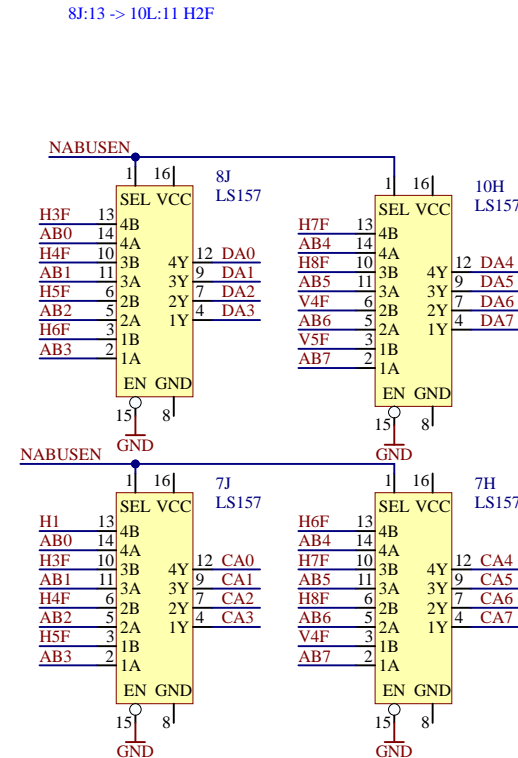 8J:13 -> 10L:11 H2F
NABUSEN
1 16 8J
LS157
SEL VCC
H3F 13 4B
AB0 14 4A
H4F 10 3B 4Y 12 DA0
AB1 11 3A 3Y 9 DA1
H5F 6 2B 2Y 7 DA2
AB2 5 2A 1Y 4 DA3
H6F 3 1B
AB3 2 1A
EN GND
15 8
GND
1 16 10H
LS157
SEL VCC
H7F 13 4B
AB4 14 4A
H8F 10 3B 4Y 12 DA4
AB5 11 3A 3Y 9 DA5
V4F 6 2B 2Y 7 DA6
AB6 5 2A 1Y 4 DA7
V5F 3 1B
AB7 2 1A
EN GND
15 8
GND
NABUSEN
1 16 7J
LS157
SEL VCC
H1 13 4B
AB0 14 4A
H3F 10 3B 4Y 12 CA0
AB1 11 3A 3Y 9 CA1
H4F 6 2B 2Y 7 CA2
AB2 5 2A 1Y 4 CA3
H5F 3 1B
AB3 2 1A
EN GND
15 8
GND
1 16 7H
LS157
SEL VCC
H6F 13 4B
AB4 14 4A
H7F 10 3B 4Y 12 CA4
AB5 11 3A 3Y 9 CA5
H8F 6 2B 2Y 7 CA6
AB6 5 2A 1Y 4 CA7
V4F 3 1B
AB7 2 1A
EN GND
15 8
GND